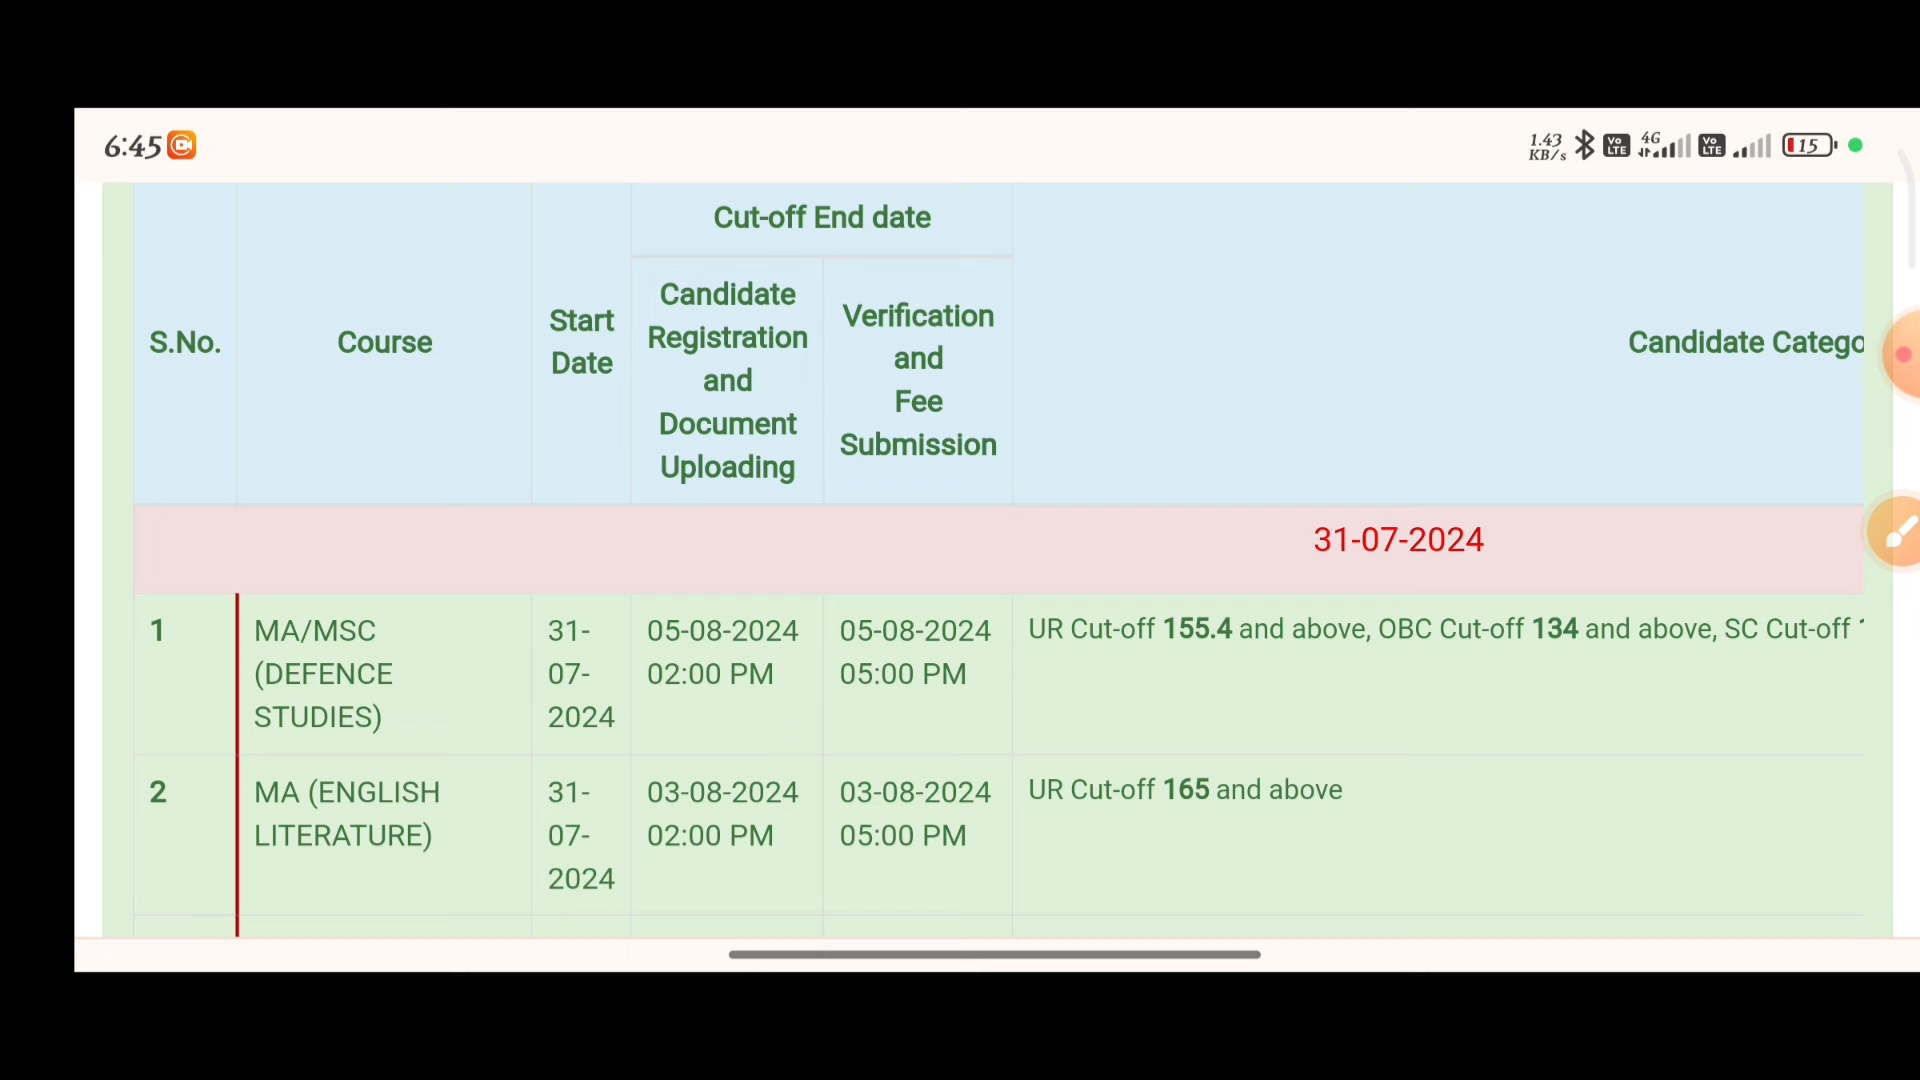 6:45
1.43
KB/s
Vo
LTE
4G
Vo
LTE
15
Cut-off End date
S.No.
Course
Start
Date
Candidate
Registration
and
Document
Uploading
Verification
and
Fee
Submission
Candidate Catego
31-07-2024
1
MA/MSC
(DEFENCE
STUDIES)
31-
07-
2024
05-08-2024
02:00 PM
05-08-2024
05:00 PM
UR Cut-off 155.4 and above, OBC Cut-off 134 and above, SC Cut-off
2
MA (ENGLISH
LITERATURE)
31-
07-
2024
03-08-2024
02:00 PM
03-08-2024
05:00 PM
UR Cut-off 165 and above